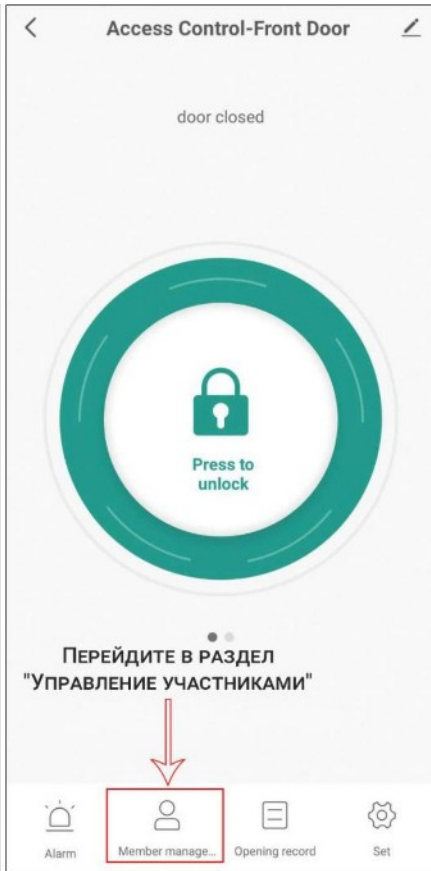 Access Control-Front Door
door closed
Press to
unlock
Перейдите в раздел
"Управление участниками"
Alarm
Member manage...
Opening record
Set